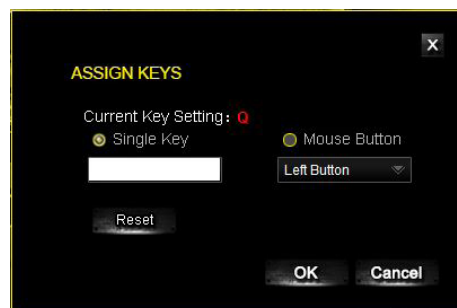 X
ASSIGN KEYS
Current Key Setting: Q
Single Key
Mouse Button
Left Button
Reset
OK
Cancel